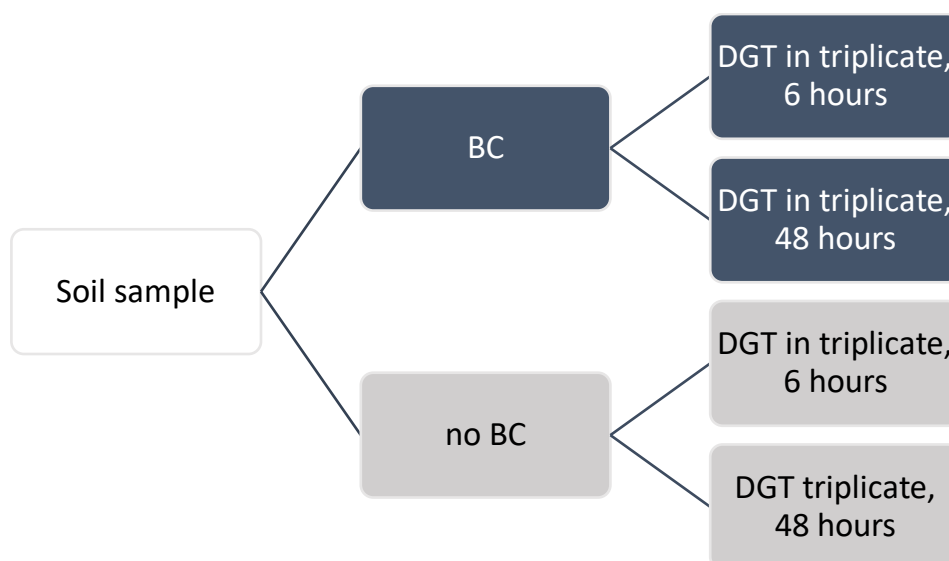 Soil sample
BC
no BC
DGT in triplicate,
6 hours
DGT in triplicate,
48 hours
DGT in triplicate,
6 hours
DGT triplicate,
48 hours